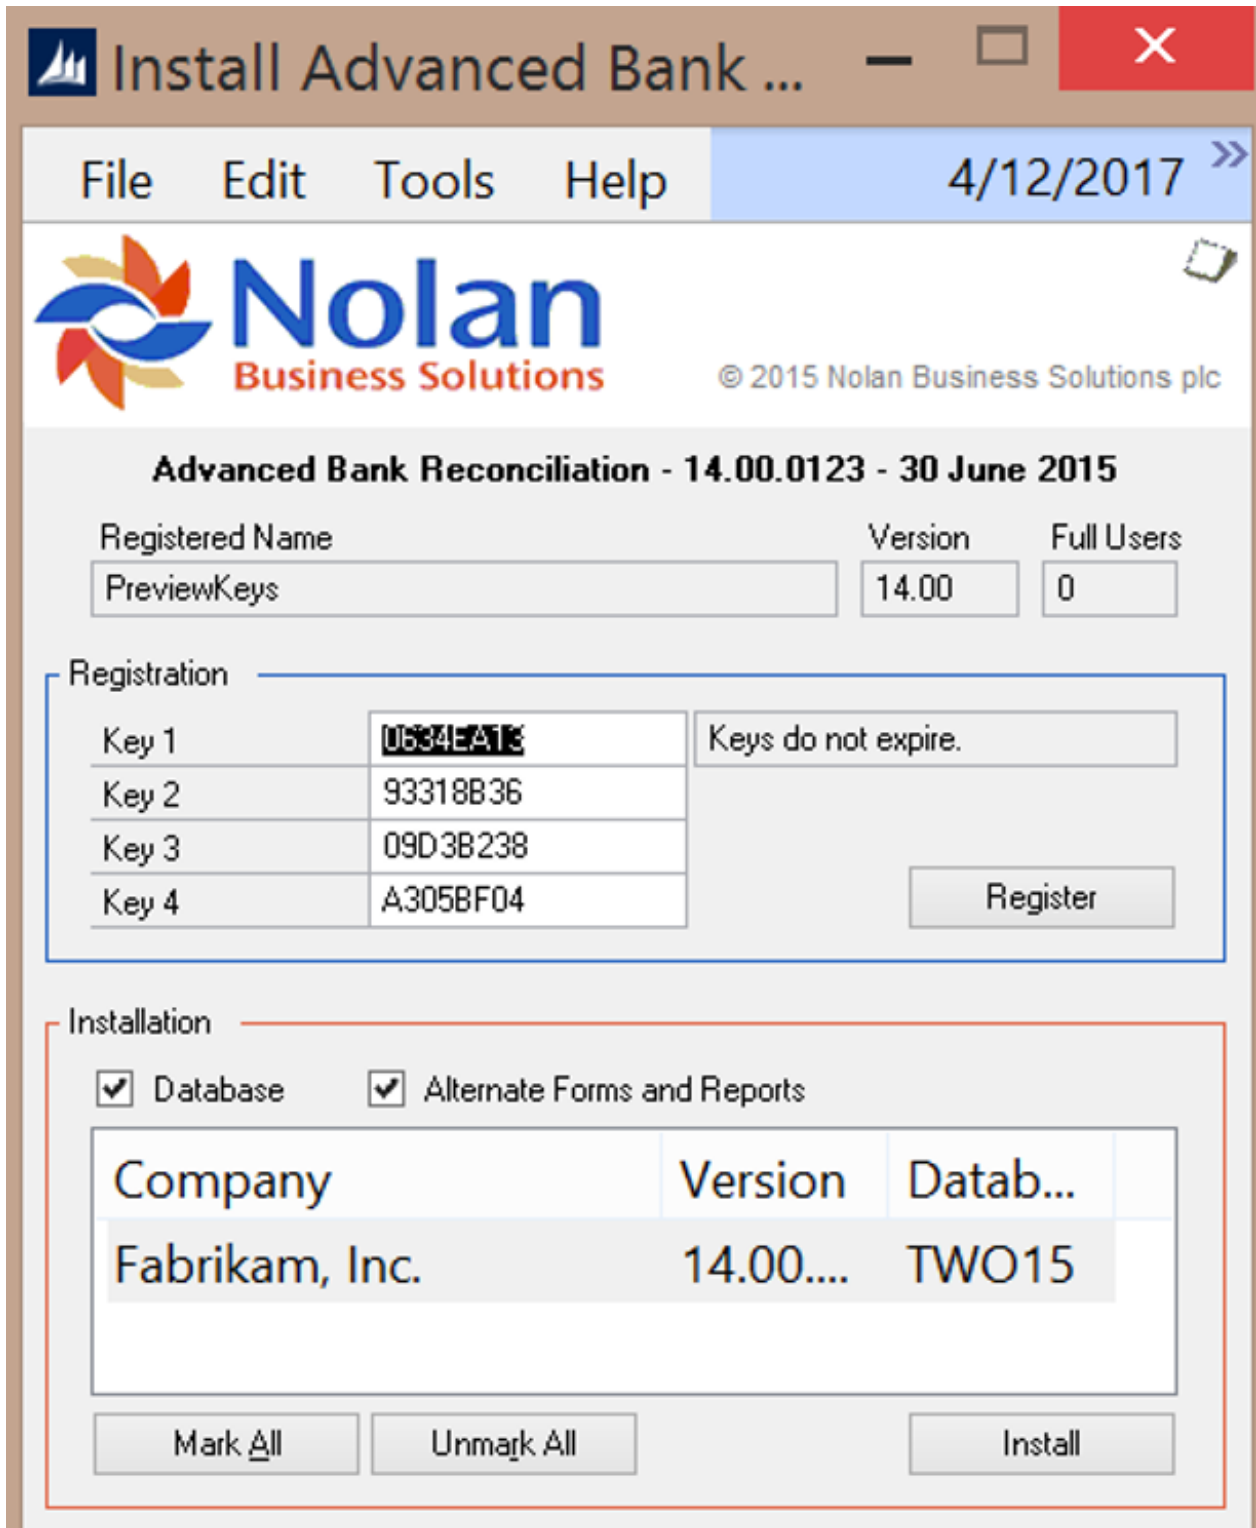 Install Advanced Bank ...
File Edit Tools Help 4/12/2017 »
Nolan
Business Solutions
© 2015 Nolan Business Solutions plc
Advanced Bank Reconciliation - 14.00.0123 - 30 June 2015
Registered Name Version Full Users
PreviewKeys 14.00 0
Registration
Key 1 0634EA13 Keys do not expire.
Key 2 93318B36
Key 3 09D3B238
Key 4 A305BF04
Register
Installation
Database Alternate Forms and Reports
Company Version Datab...
Fabrikam, Inc. 14.00.... TWO15
Mark All Unmark All Install